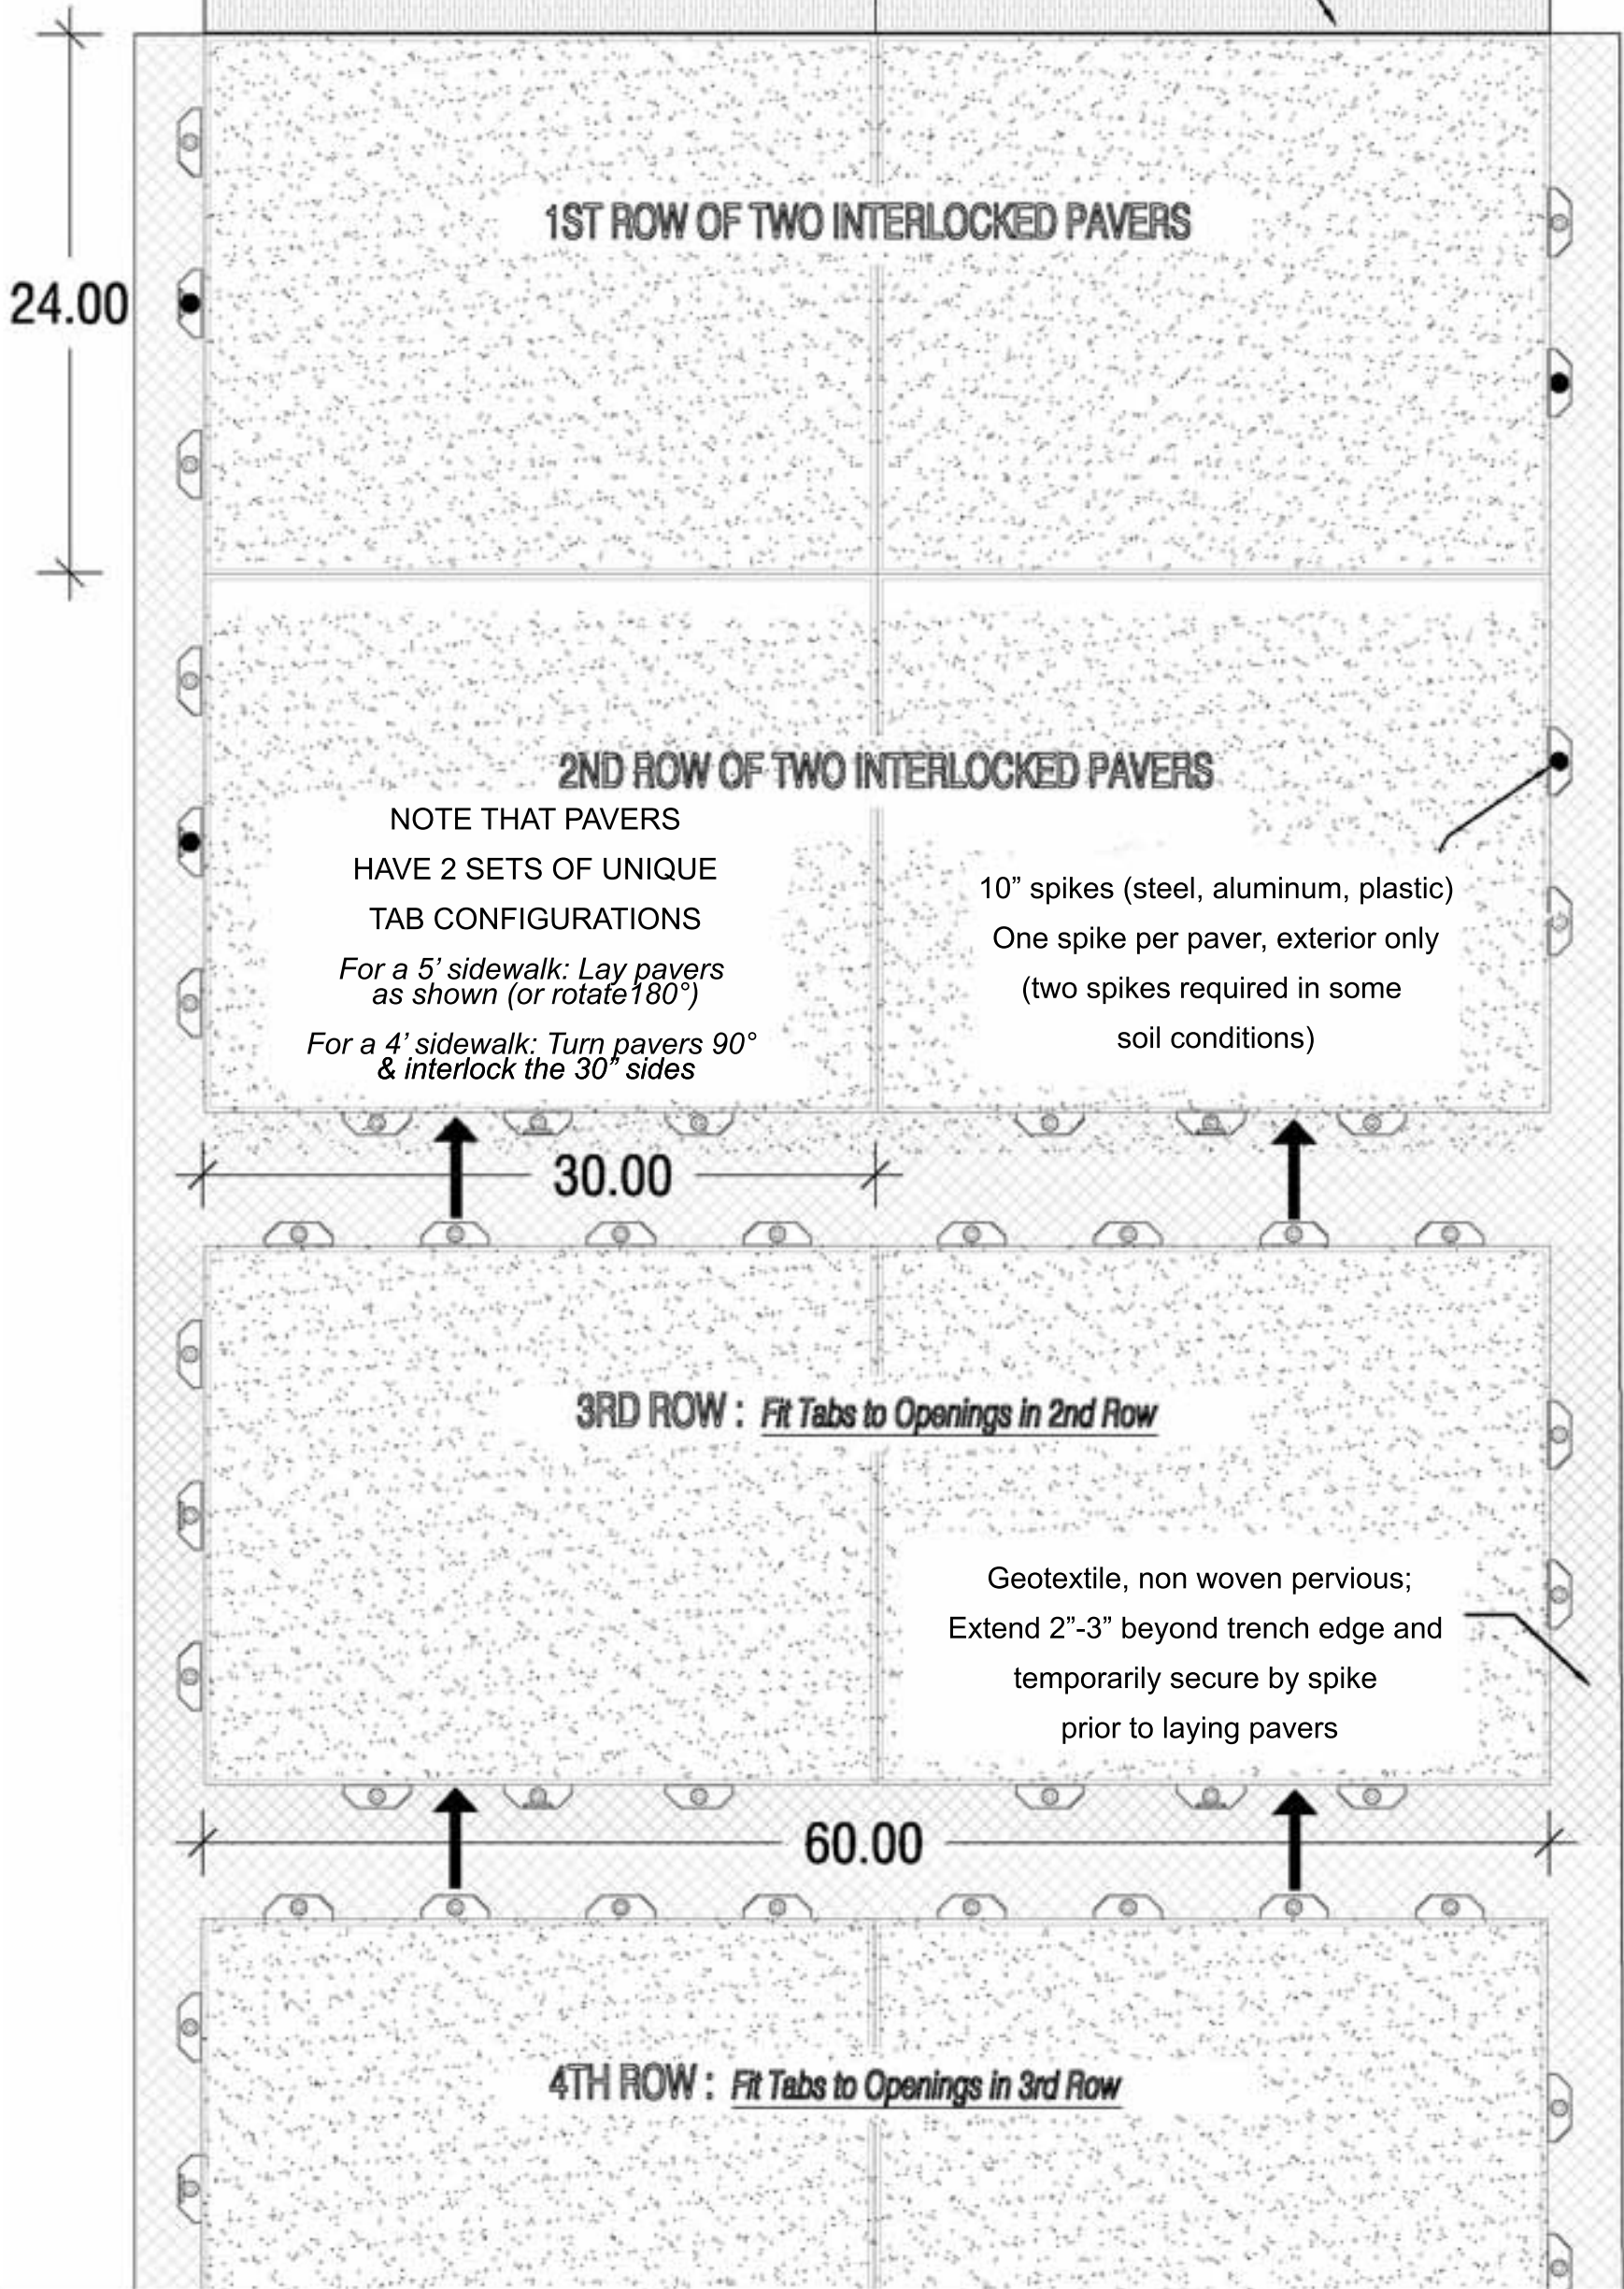 1ST ROW OF TWO INTERLOCKED PAVERS
24.00
2ND ROW OF TWO INTERLOCKED PAVERS
NOTE THAT PAVERS
HAVE 2 SETS OF UNIQUE
TAB CONFIGURATIONS
For a 5’ sidewalk: Lay pavers
as shown (or rotate180°)
For a 4’ sidewalk: Turn pavers 90°
& interlock the 30” sides
10” spikes (steel, aluminum, plastic)
One spike per paver, exterior only
(two spikes required in some
soil conditions)
30.00
3RD ROW : Fit Tabs to Openings in 2nd Row
Geotextile, non woven pervious;
Extend 2”-3” beyond trench edge and
temporarily secure by spike
prior to laying pavers
60.00
4TH ROW : Fit Tabs to Openings in 3rd Row